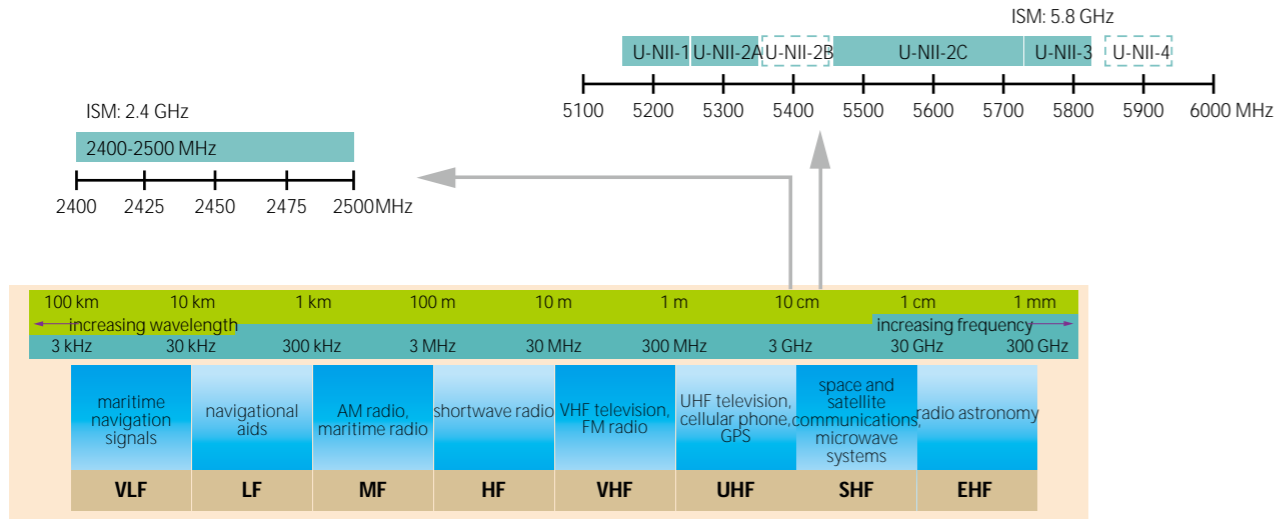 ISM: 5.8 GHz
U-NII-1 U-NII-2A U-NII-2B U-NII-2C U-NII-3 U-NII-4
5100 5200 5300 5400 5500 5600 5700 5800 5900 6000 MHz
ISM: 2.4 GHz
2400-2500 MHz
2400 2425 2450 2475 2500MHz
100 km 10 km 1 km 100 m 10 m 1 m 10 cm 1 cm 1 mm
increasing wavelength increasing frequency
3 kHz 30 kHz 300 kHz 3 MHz 30 MHz 300 MHz 3 GHz 30 GHz 300 GHz
maritime
navigation
signals
navigational
aids
AM radio,
maritime radio
shortwave radio
VHF television,
FM radio
UHF television,
cellular phone,
GPS
space and
satellite
communications,
microwave
systems
radio astronomy
VLF LF MF HF VHF UHF SHF EHF